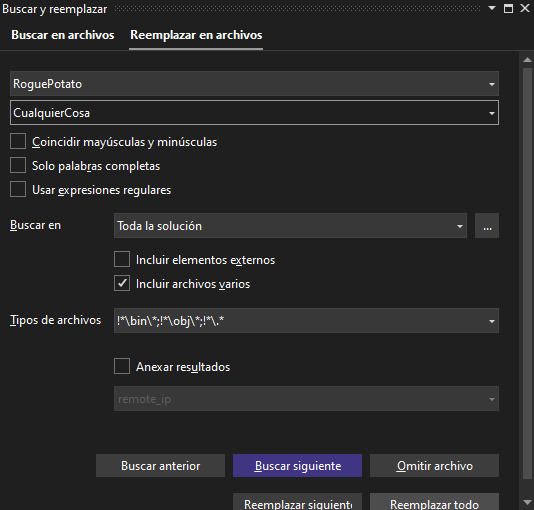 Buscar y reemplazar
Buscar en archivos Reemplazar en archivos
RoguePotato
CualquierCosa
Coincidir mayúsculas y minúsculas
Solo palabras completas
Usar expresiones regulares
Buscar en Toda la solución ...
Incluir elementos externos
Incluir archivos varios
Tipos de archivos !*\bin\*;!*\obj\*;!*\.*
Anexar resultados
remote_ip
Buscar anterior Buscar siguiente Omitir archivo
Reemplazar siguiente Reemplazar todo